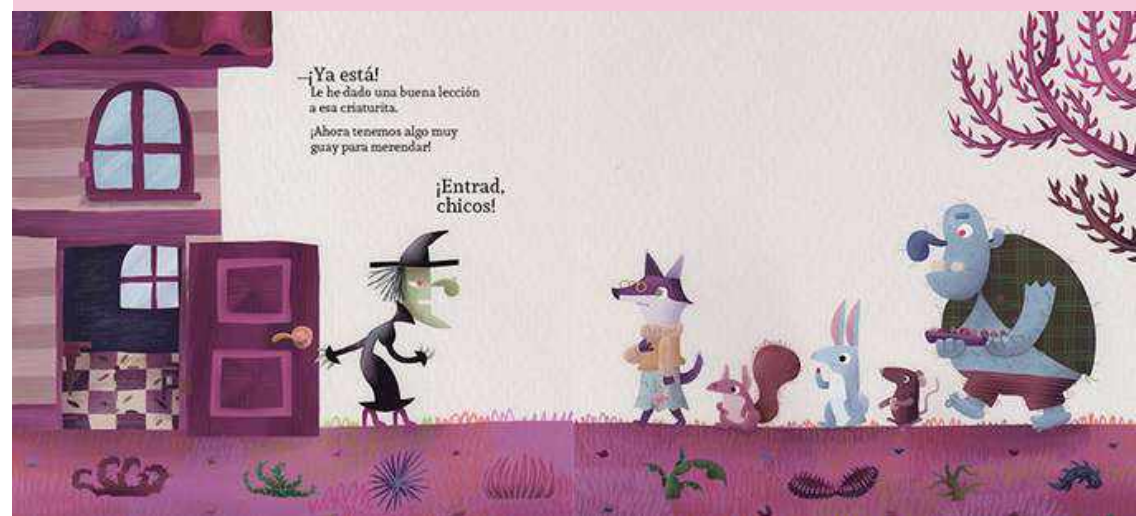 —¡Ya está!
Le he dado una buena lección
a esa criaturita.
¡Ahora tenemos algo muy
guay para merendar!
¡Entrad,
chicos!